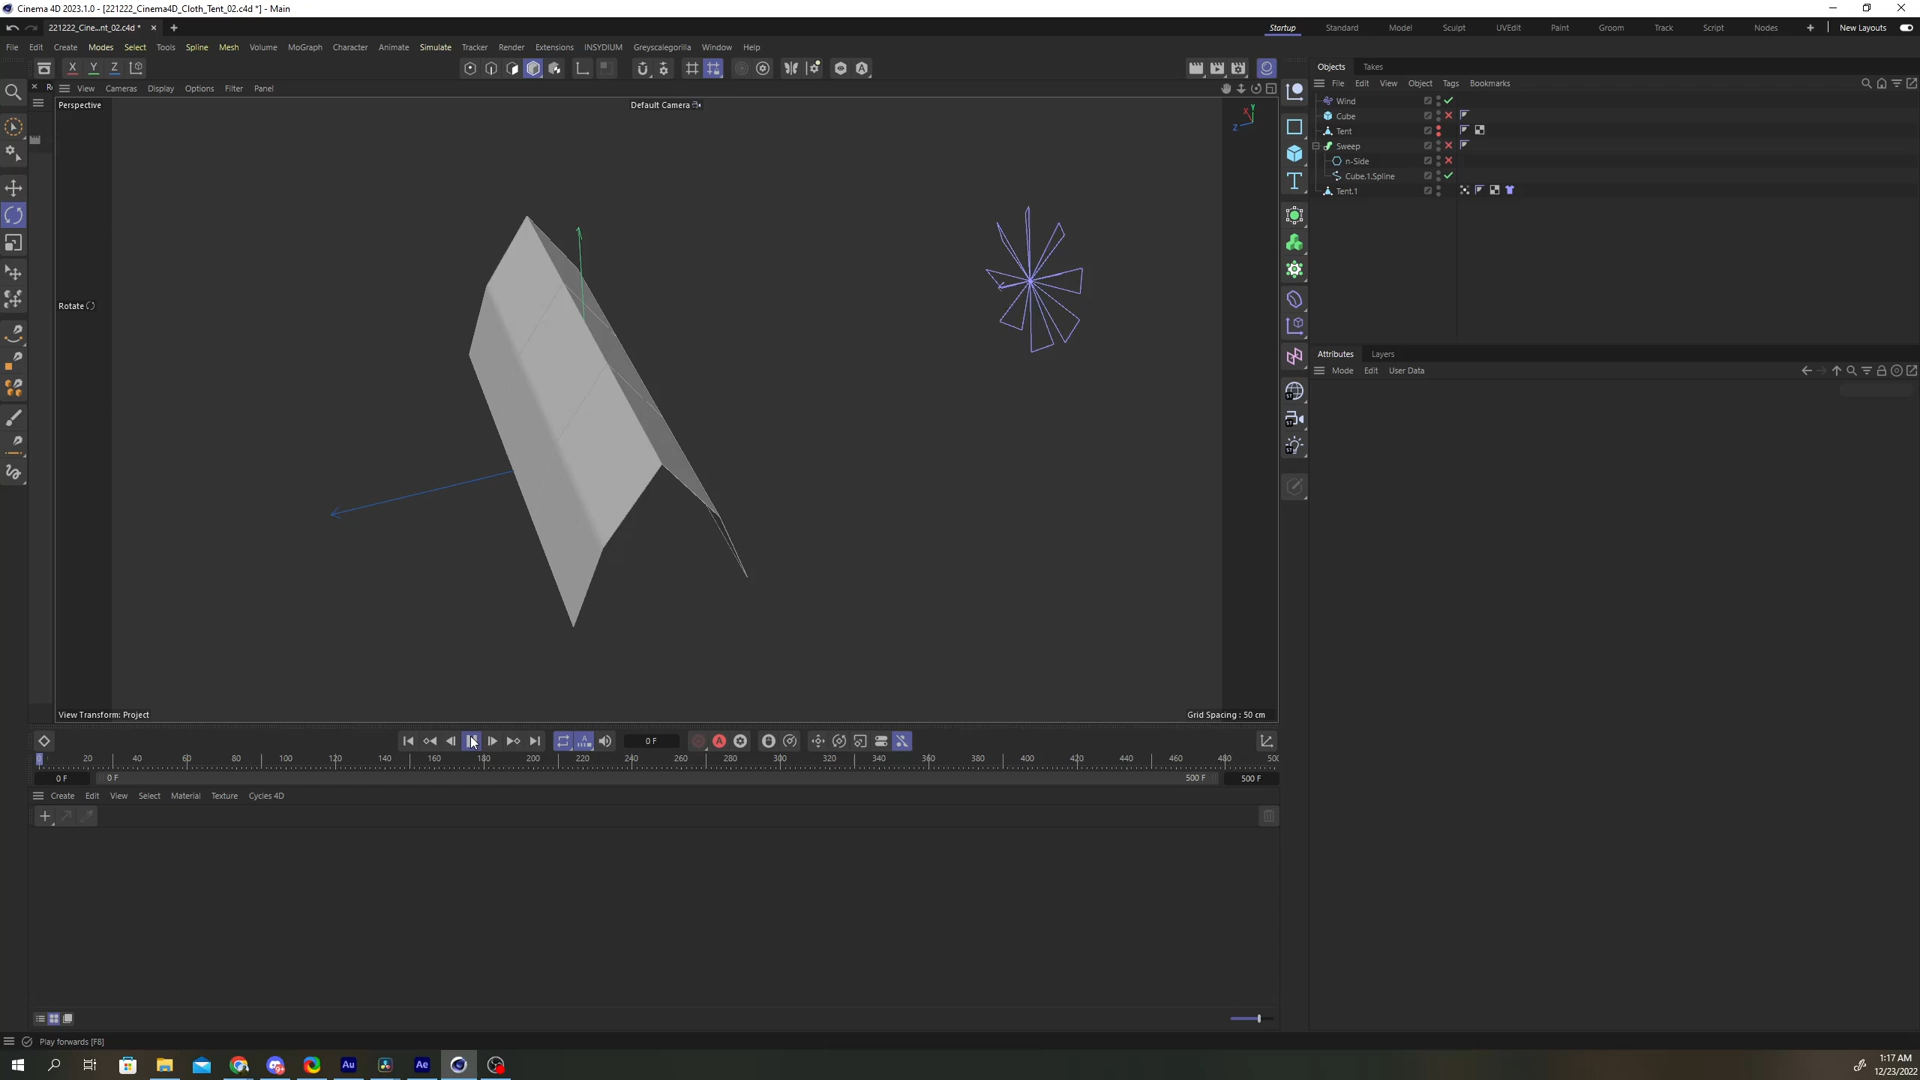 Cinema 4D 2023.1.0 - [221222_Cinema4D_Cloth_Tent_02.c4d *] - Main
221222_Cine...nt_02.c4d *
Startup Standard Model Sculpt UVEdit Paint Groom Track Script Nodes New Layouts
File Edit Create Modes Select Tools Spline Mesh Volume MoGraph Character Animate Simulate Tracker Render Extensions INSYDIUM Greyscalegorilla Window Help
X Y Z
Objects Takes
File Edit View Object Tags Bookmarks
View Cameras Display Options Filter Panel
Perspective
Default Camera
Y
X
Z
Wind
Cube
Tent
Sweep
n-Side
Cube.1.Spline
Tent.1
Rotate
Attributes Layers
Mode Edit User Data
View Transform: Project
Grid Spacing : 50 cm
0 F
0 20 40 60 80 100 120 140 160 180 200 220 240 260 280 300 320 340 360 380 400 420 440 460 480 500
0 F 0 F 500 F 500 F
Create Edit View Select Material Texture Cycles 4D
Play forwards [F8]
Au Ae
1:17 AM
12/23/2022